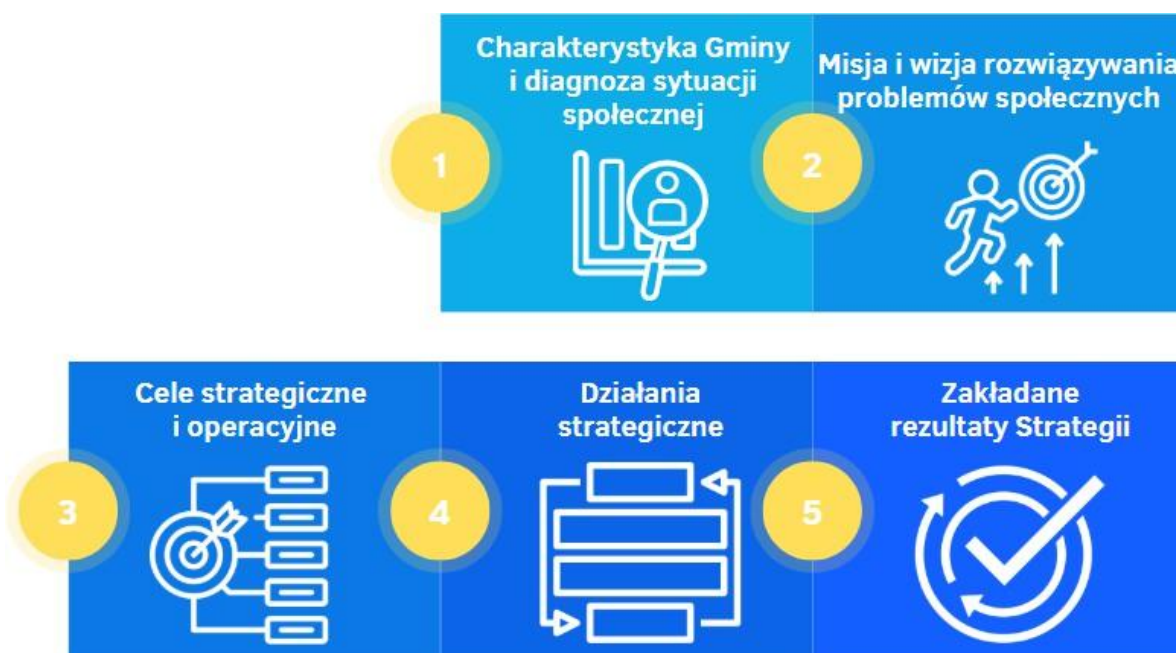 1
Charakterystyka Gminy
i diagnoza sytuacji
społecznej
2
Misja i wizja rozwiązywania
problemów społecznych
3
Cele strategiczne
i operacyjne
4
Działania
strategiczne
5
Zakładane
rezultaty Strategii